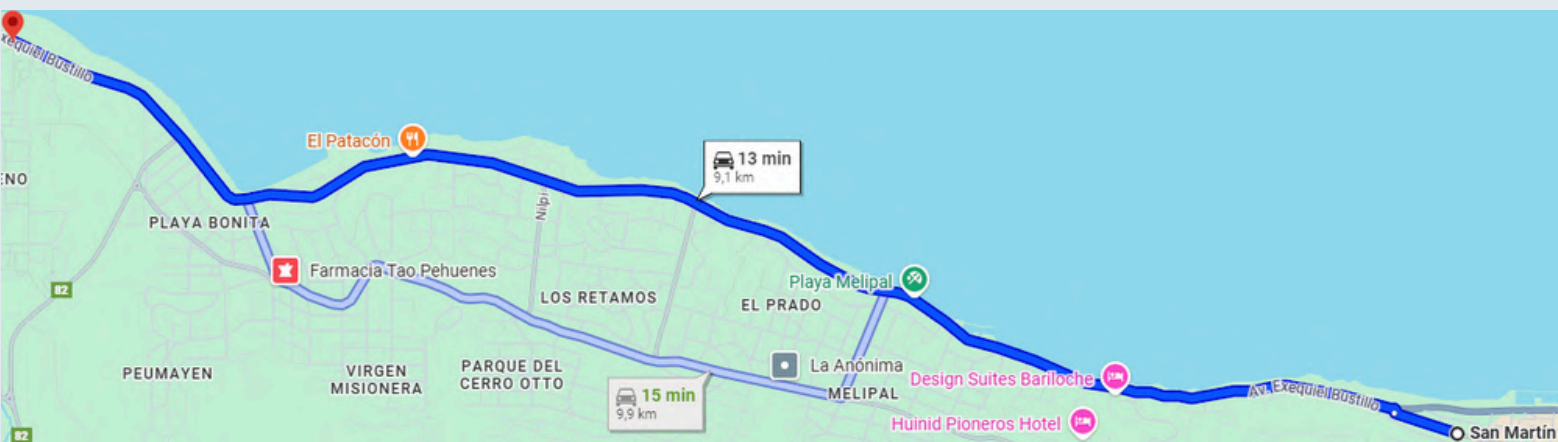 Exequiel Bustillo
El Patacón
13 min
9,1 km
ENO
Nilpi
PLAYA BONITA
Farmacia Tao Pehuenes
Playa Melipal
82
LOS RETAMOS
EL PRADO
PEUMAYEN
VIRGEN
MISIONERA
PARQUE DEL
CERRO OTTO
La Anónima
15 min
9,9 km
MELIPAL
Design Suites Bariloche
Av. Exequiel Bustillo
Huinid Pioneros Hotel
San Martín
82